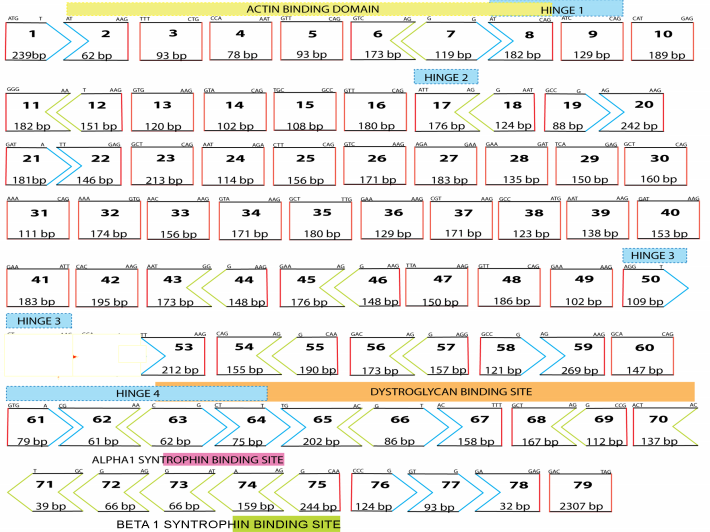 ACTIN BINDING DOMAIN HINGE 1
ATG T AT AAG TTT CTG CCA AAT GTT CAG GTC AG G G AT CAG ATC CAG CAT GAG
1 2 3 4 5 6 7 8 9 10
239bp 62 bp 93 bp 78 bp 93 bp 173 bp 119 bp 182 bp 129 bp 189 bp
HINGE 2
GGG AA T AAG GTG AAG GTA CAG TGC GCC GTT CAG ATT AG G AAT GCC G AG AAG
11 12 13 14 15 16 17 18 19 20
182 bp 151 bp 120 bp 102 bp 108 bp 180 bp 176 bp 124 bp 88 bp 242 bp
GAT A TT GAG GCT CAG AAT AGA CTT CAG GTC AAG AGA GAA GAA GAT TCA GAG GCT CAG
21 22 23 24 25 26 27 28 29 30
181bp 146 bp 213 bp 114 bp 156 bp 171 bp 183 bp 135 bp 150 bp 160 bp
AAA CAG AAA GTG AAC AAG GTA AAG GCT TTG GAA AAG CGT AAG GCC ATG AAT AAG GAT AAG
31 32 33 34 35 36 37 38 39 40
111 bp 174 bp 156 bp 171 bp 180 bp 129 bp 171 bp 123 bp 138 bp 153 bp
HINGE 3
GAA ATT CAC AAG AAT GG G AAG GAA AG G AAG TTA AAG GTT CAG GAA AAG AGG T
41 42 43 44 45 46 47 48 49 50
183 bp 195 bp 173 bp 148 bp 176 bp 148 bp 150 bp 186 bp 102 bp 109 bp
HINGE 3
TT AAG CAG AG G CAA GAC AG G AGG GCC G AG AAG GCA CAG
53 54 55 56 57 58 59 60
212 bp 155 bp 190 bp 173 bp 157 bp 121 bp 269 bp 147 bp
HINGE 4 DYSTROGLYCAN BINDING SITE
GTG A CG AA C G CT T TG AC G T AC TTT GCT AG G CCG ACT AC
61 62 63 64 65 66 67 68 69 70
79 bp 61 bp 62 bp 75 bp 202 bp 86 bp 158 bp 167 bp 112 bp 137 bp
ALPHA1 SYNTROPHIN BINDING SITE
T GC G AG G AT A AG G CAA CCC G GT G GA GAG GAC TAG
71 72 73 74 75 76 77 78 79
39 bp 66 bp 66 bp 159 bp 244 bp 124 bp 93 bp 32 bp 2307 bp
BETA 1 SYNTROPHIN BINDING SITE